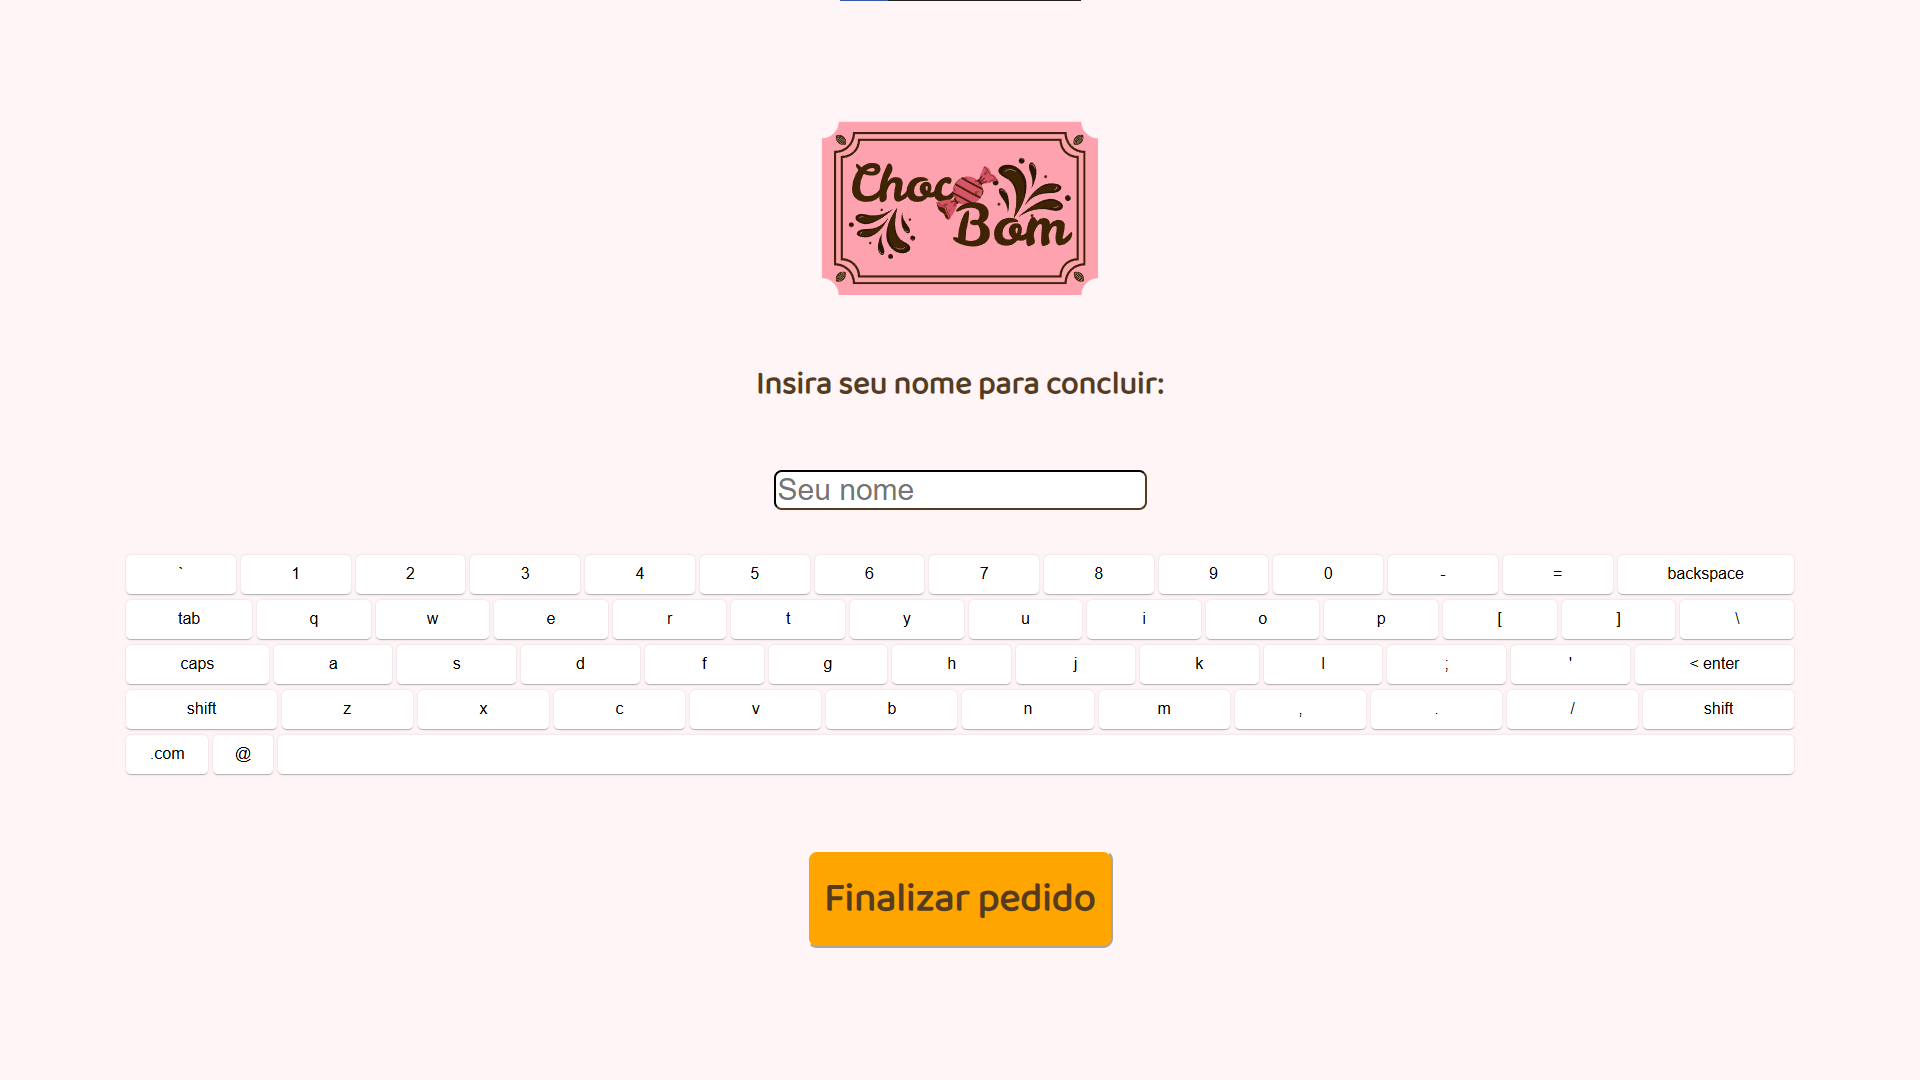 Choco
Bom
Insira seu nome para concluir:
Seu nome
` 1 2 3 4 5 6 7 8 9 0 - = backspace
tab q w e r t y u i o p [ ] \
caps a s d f g h j k l ; ' < enter
shift z x c v b n m , . / shift
.com @
Finalizar pedido